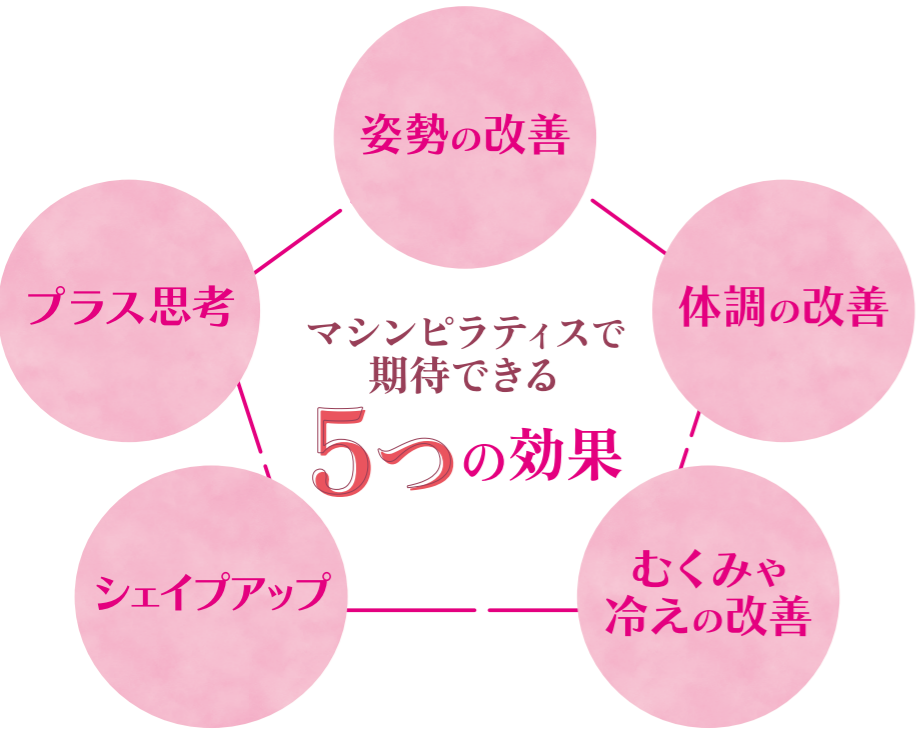 姿勢の改善
プラス思考
体調の改善
マシンピラティスで
期待できる
5つの効果
シェイプアップ
むくみや
冷えの改善